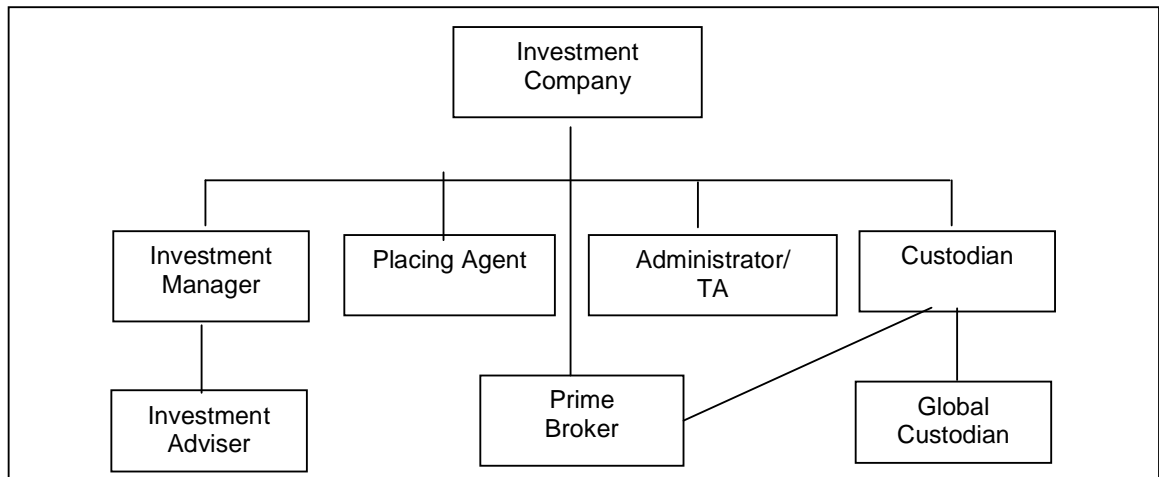 Investment
Company
Investment
Manager
Placing Agent
Administrator/
TA
Custodian
Investment
Adviser
Prime
Broker
Global
Custodian